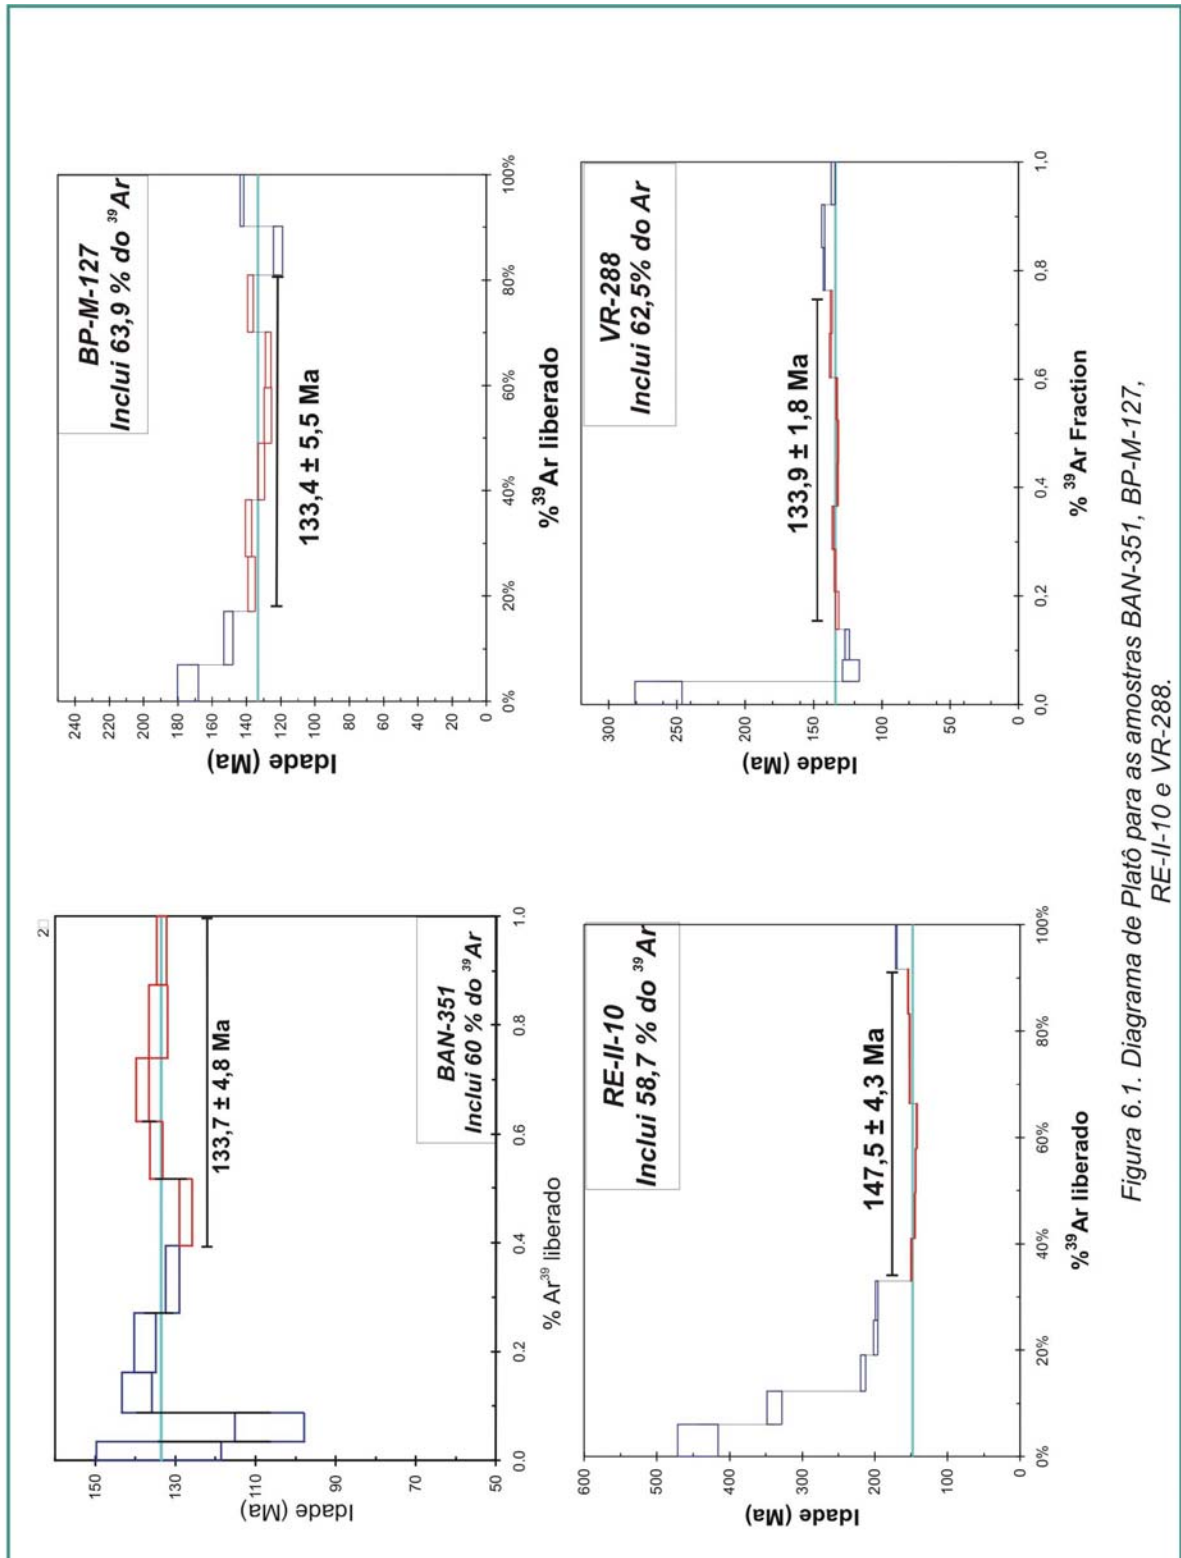 2
BAN-351
Inclui 60 % do ³⁹Ar
133,7 ± 4,8 Ma
Idade (Ma)
150
130
110
90
70
50
0.0
0.2
0.4
0.6
0.8
1.0
% Ar³⁹ liberado
BP-M-127
Inclui 63,9 % do ³⁹Ar
133,4 ± 5,5 Ma
Idade (Ma)
240
220
200
180
160
140
120
100
80
60
40
20
0
0%
20%
40%
60%
80%
100%
%³⁹Ar liberado
RE-II-10
Inclui 58,7 % do ³⁹Ar
147,5 ± 4,3 Ma
Idade (Ma)
600
500
400
300
200
100
0
0%
20%
40%
60%
80%
100%
%³⁹Ar liberado
VR-288
Inclui 62,5% do Ar
133,9 ± 1,8 Ma
Idade (Ma)
300
250
200
150
100
50
0
0,0
0,2
0,4
0,6
0,8
1,0
% ³⁹Ar Fraction
Figura 6.1. Diagrama de Platô para as amostras BAN-351, BP-M-127,
RE-II-10 e VR-288.